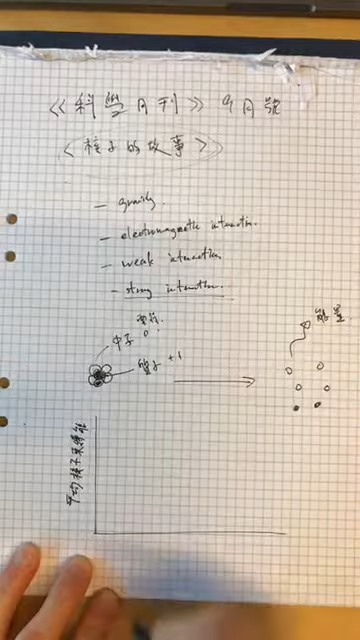 《科學月刊》9月號
〈核子的故事〉
— gravity.
— electromagnetic interaction.
— weak interaction.
— strong interaction.
電荷.
中子 0
質子 +1
能量.
平均核子束縛能